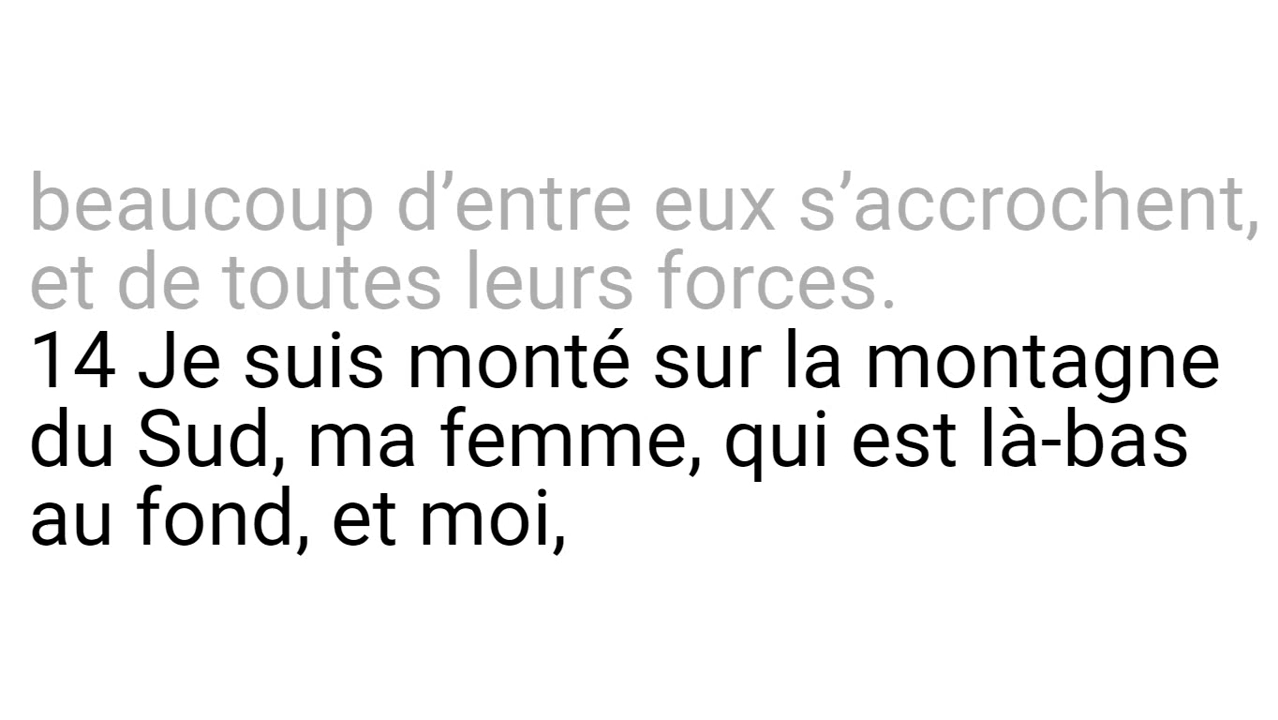 beaucoup d’entre eux s’accrochent,
et de toutes leurs forces.
14 Je suis monté sur la montagne
du Sud, ma femme, qui est là-bas
au fond, et moi,